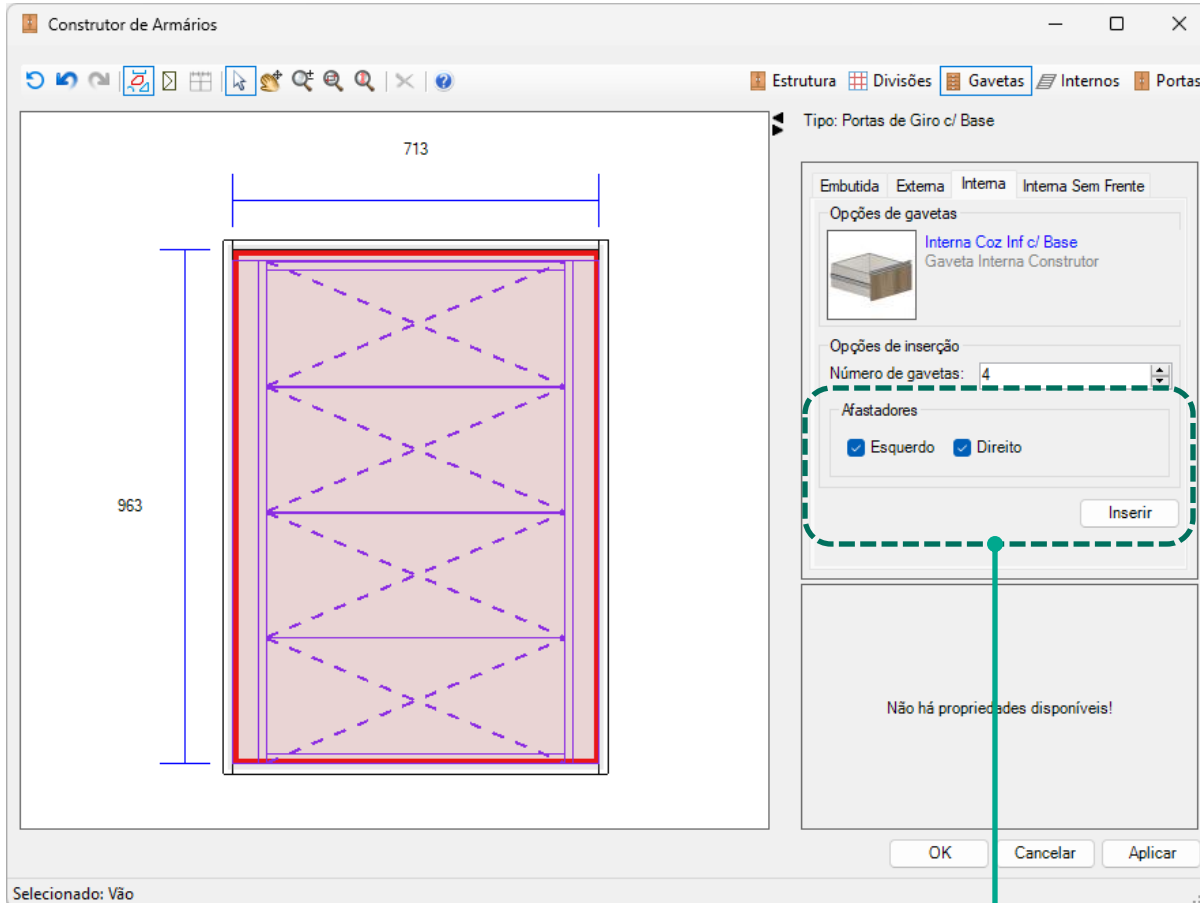 Construtor de Armários
Estrutura Divisões Gavetas Internos Portas
Tipo: Portas de Giro c/ Base
713
963
Embutida Externa Interna Interna Sem Frente
Opções de gavetas
Interna Coz Inf c/ Base
Gaveta Interna Construtor
Opções de inserção
Número de gavetas: 4
Afastadores
Esquerdo Direito
Inserir
Não há propriedades disponíveis!
OK Cancelar Aplicar
Selecionado: Vão